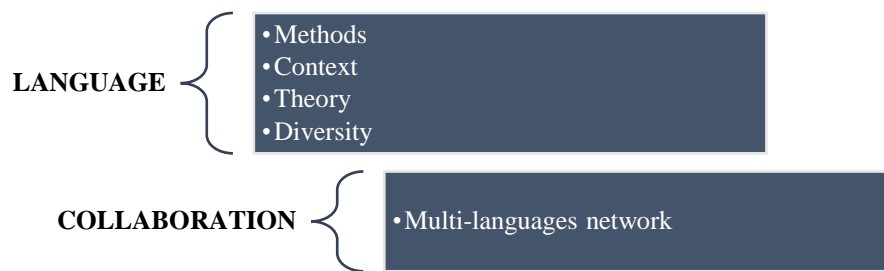 LANGUAGE
•Methods
•Context
•Theory
•Diversity
COLLABORATION
•Multi-languages network